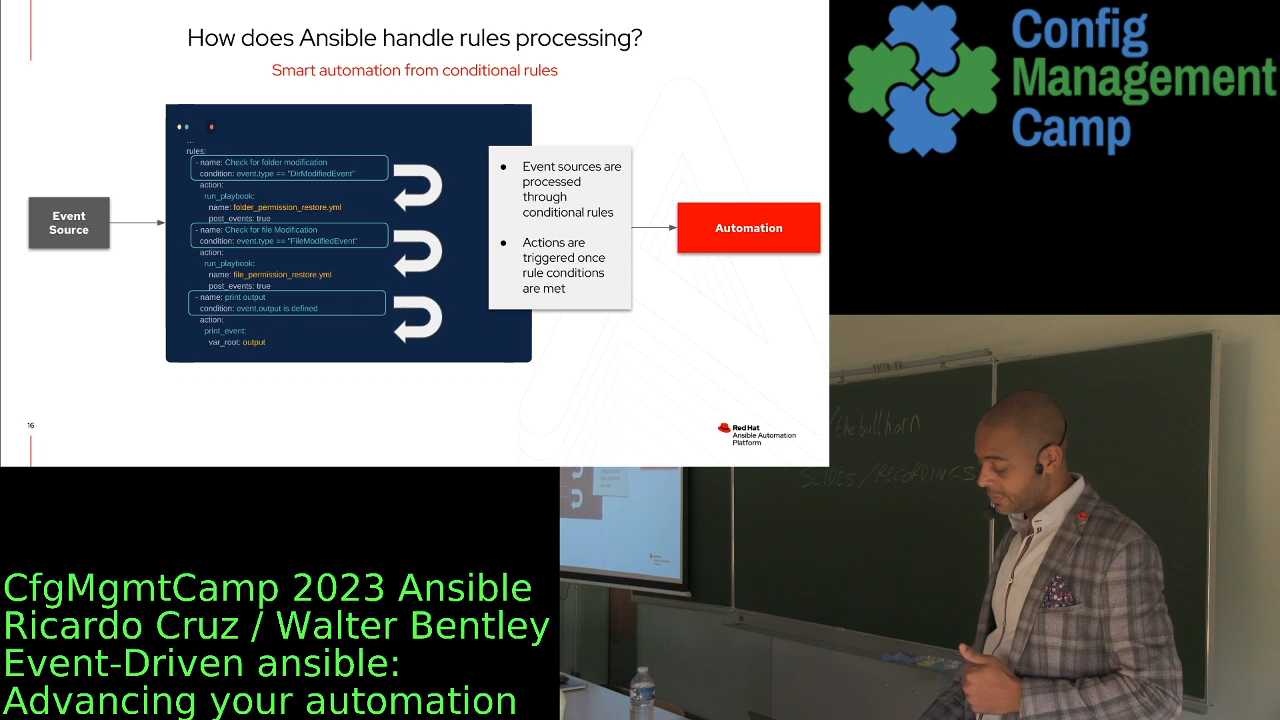 How does Ansible handle rules processing?
Smart automation from conditional rules
Event
Source
...
rules:
- name: Check for folder modification
condition: event.type == "DirModifiedEvent"
action:
run_playbook:
name: folder_permission_restore.yml
post_events: true
- name: Check for file Modification
condition: event.type == "FileModifiedEvent"
action:
run_playbook:
name: file_permission_restore.yml
post_events: true
- name: print output
condition: event.output is defined
action:
print_event:
var_root: output
● Event sources are
processed
through
conditional rules
● Actions are
triggered once
rule conditions
are met
Automation
16
Red Hat
Ansible Automation
Platform
Config
Management
Camp
/thebullhorn
SLIDES/RECORDINGS
CfgMgmtCamp 2023 Ansible
Ricardo Cruz / Walter Bentley
Event-Driven ansible:
Advancing your automation